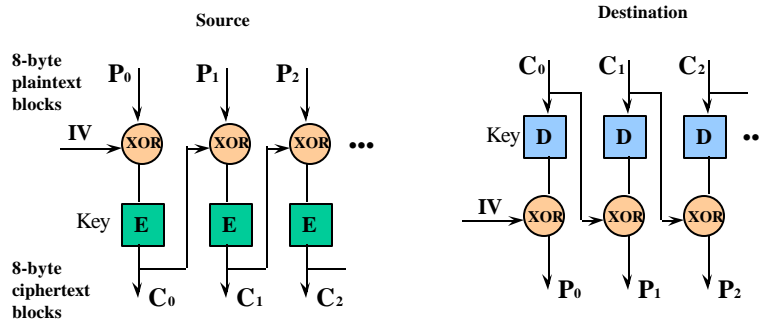 Source
8-byte
plaintext
blocks
P0 P1 P2
IV
XOR XOR XOR •••
Key
E E E
8-byte
ciphertext
blocks
C0 C1 C2
Destination
C0 C1 C2
Key
D D D ••
IV
XOR XOR XOR
P0 P1 P2